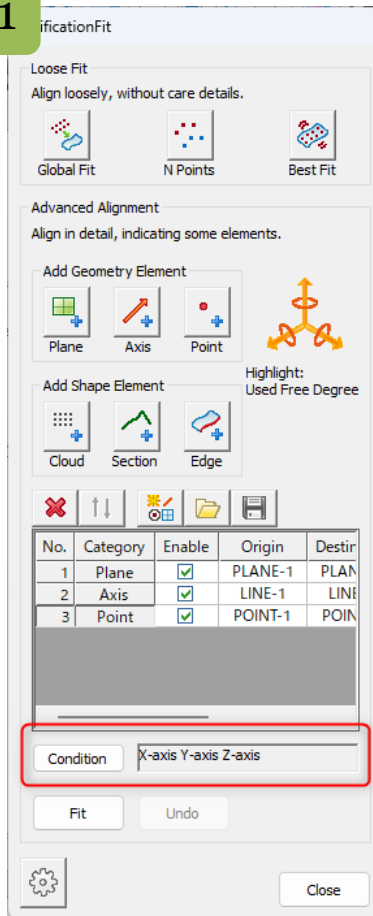 1
ificationFit
Loose Fit
Align loosely, without care details.
Global Fit N Points Best Fit
Advanced Alignment
Align in detail, indicating some elements.
Add Geometry Element
Plane Axis Point
Highlight:
Used Free Degree
Add Shape Element
Cloud Section Edge
No. Category Enable Origin Destir
1 Plane PLANE-1 PLAN
2 Axis LINE-1 LINE
3 Point POINT-1 POIN
Condition X-axis Y-axis Z-axis
Fit Undo
Close